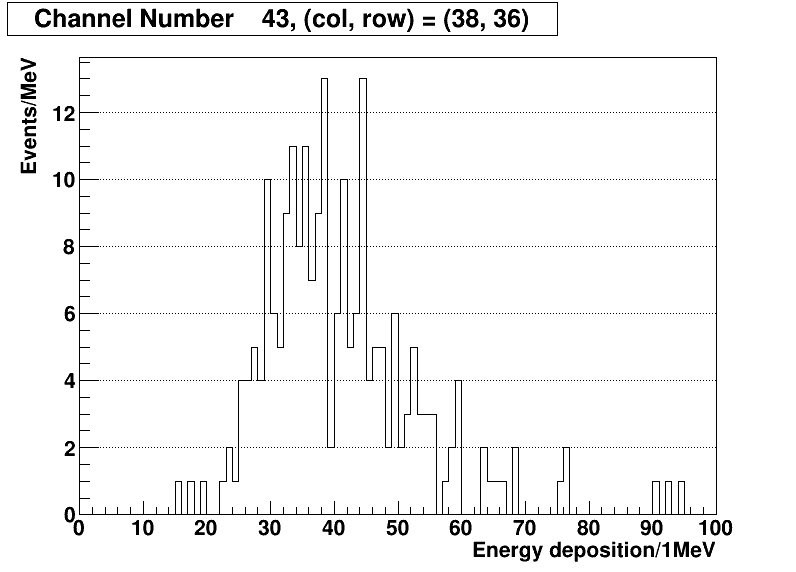 Channel Number 43, (col, row) = (38, 36)
Events/MeV
12
10
8
6
4
2
0
0 10 20 30 40 50 60 70 80 90 100
Energy deposition/1MeV